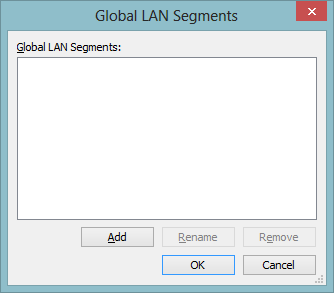 Global LAN Segments
Global LAN Segments:
Add Rename Remove
OK Cancel